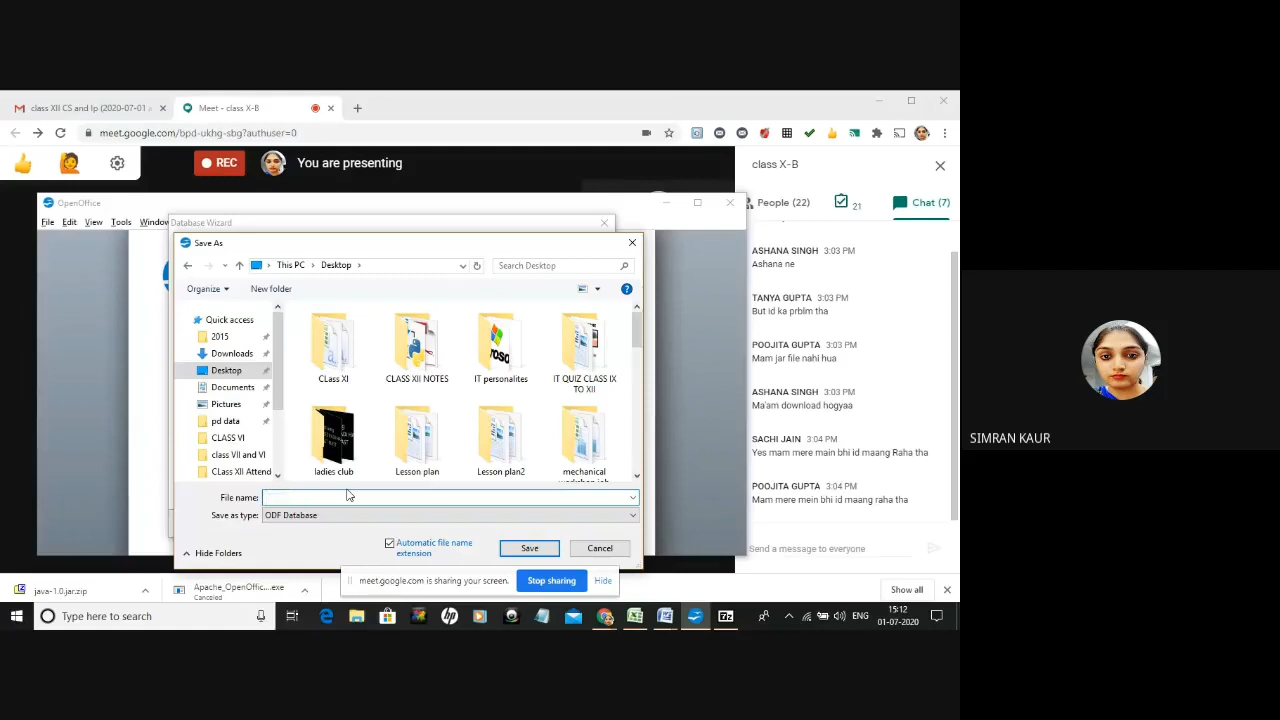 class XII CS and Ip (2020-07-01
Meet - class X-B
meet.google.com/bpd-ukhg-sbg?authuser=0
REC
You are presenting
class X-B
People (22)
21
Chat (7)
ASHANA SINGH 3:03 PM
Ashana ne
TANYA GUPTA 3:03 PM
But id ka prblm tha
POOJITA GUPTA 3:03 PM
Mam jar file nahi hua
ASHANA SINGH 3:03 PM
Ma'am download hogyaa
SACHI JAIN 3:04 PM
Yes mam mere main bhi id maang Raha tha
POOJITA GUPTA 3:04 PM
Mam mere mein bhi id maang raha tha
Send a message to everyone
OpenOffice
File Edit View Tools Window
Database Wizard
Save As
This PC > Desktop >
Search Desktop
Organize
New folder
Quick access
2015
Downloads
Desktop
Documents
Pictures
pd data
CLASS VI
class VII and VI
CLass XII Attend
CLass XI
CLASS XII NOTES
IT personalites
IT QUIZ CLASS IX
TO XII
ladies club
Lesson plan
Lesson plan2
mechanical
File name:
Save as type: ODF Database
Automatic file name
extension
Save
Cancel
Hide Folders
meet.google.com is sharing your screen.
Stop sharing
Hide
java-1.0.jar.zip
Apache_OpenOffic....exe
Canceled
Show all
Type here to search
ENG
15:12
01-07-2020
SIMRAN KAUR